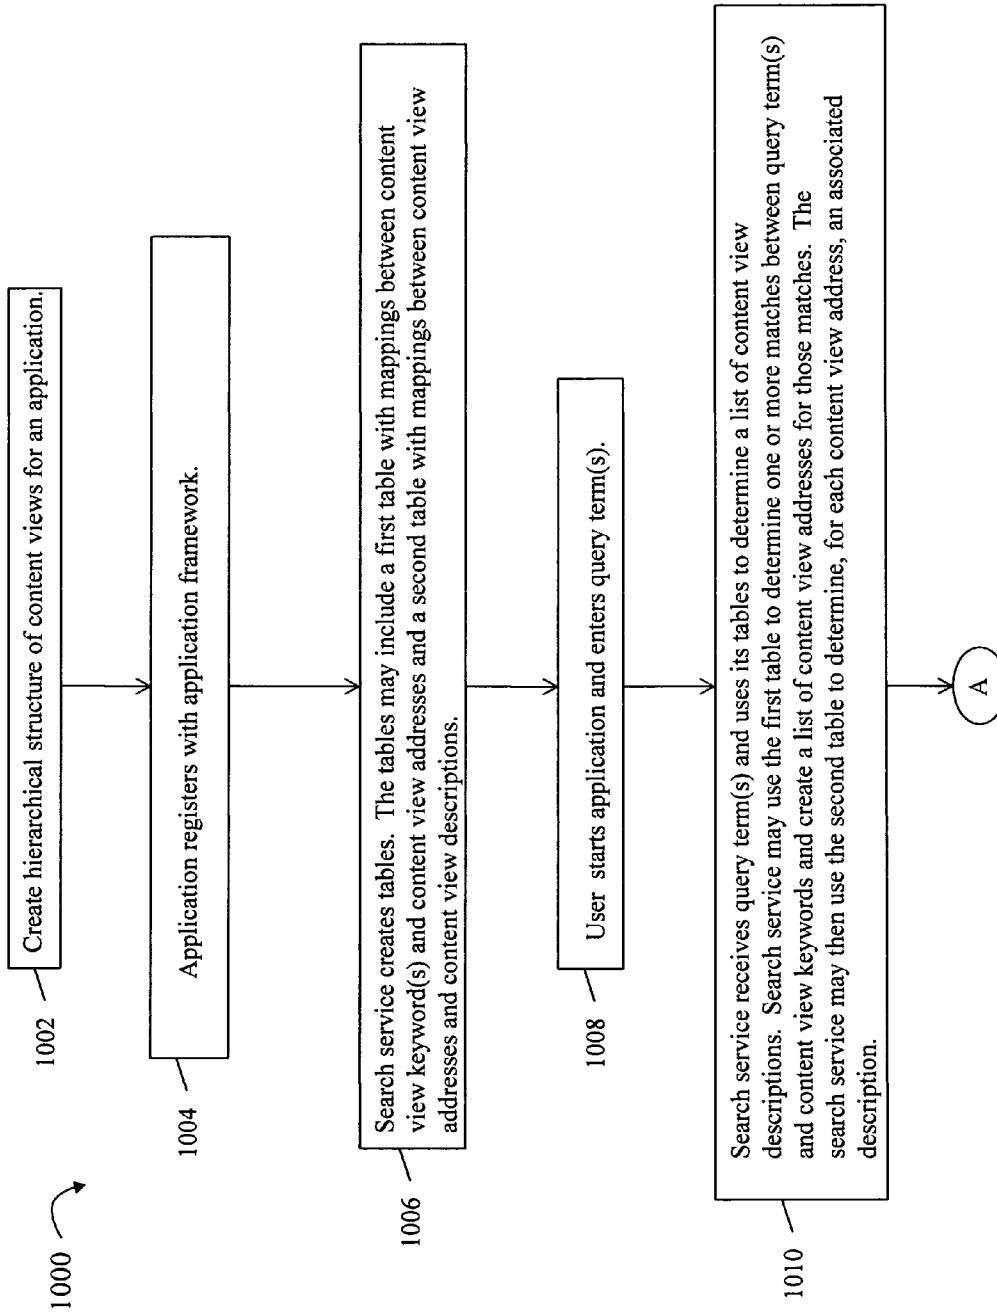 1000
1002
Create hierarchical structure of content views for an application.
1004
Application registers with application framework.
1006
Search service creates tables. The tables may include a first table with mappings between content
view keyword(s) and content view addresses and a second table with mappings between content view
addresses and content view descriptions.
1008
User starts application and enters query term(s).
1010
Search service receives query term(s) and uses its tables to determine a list of content view
descriptions. Search service may use the first table to determine one or more matches between query term(s)
and content view keywords and create a list of content view addresses for those matches. The
search service may then use the second table to determine, for each content view address, an associated
description.
A